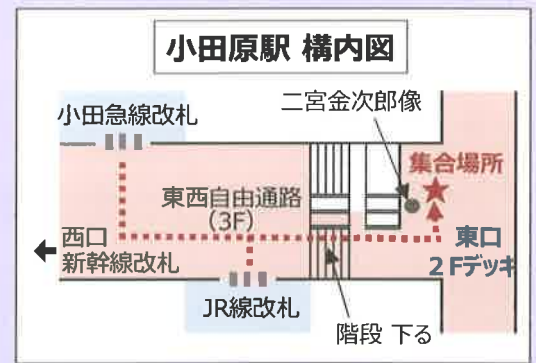 小田原駅 構内図
小田急線改札
二宮金次郎像
集合場所
東西自由通路
（3F）
西口
新幹線改札
東口
２Fデッキ
JR線改札
階段 下る